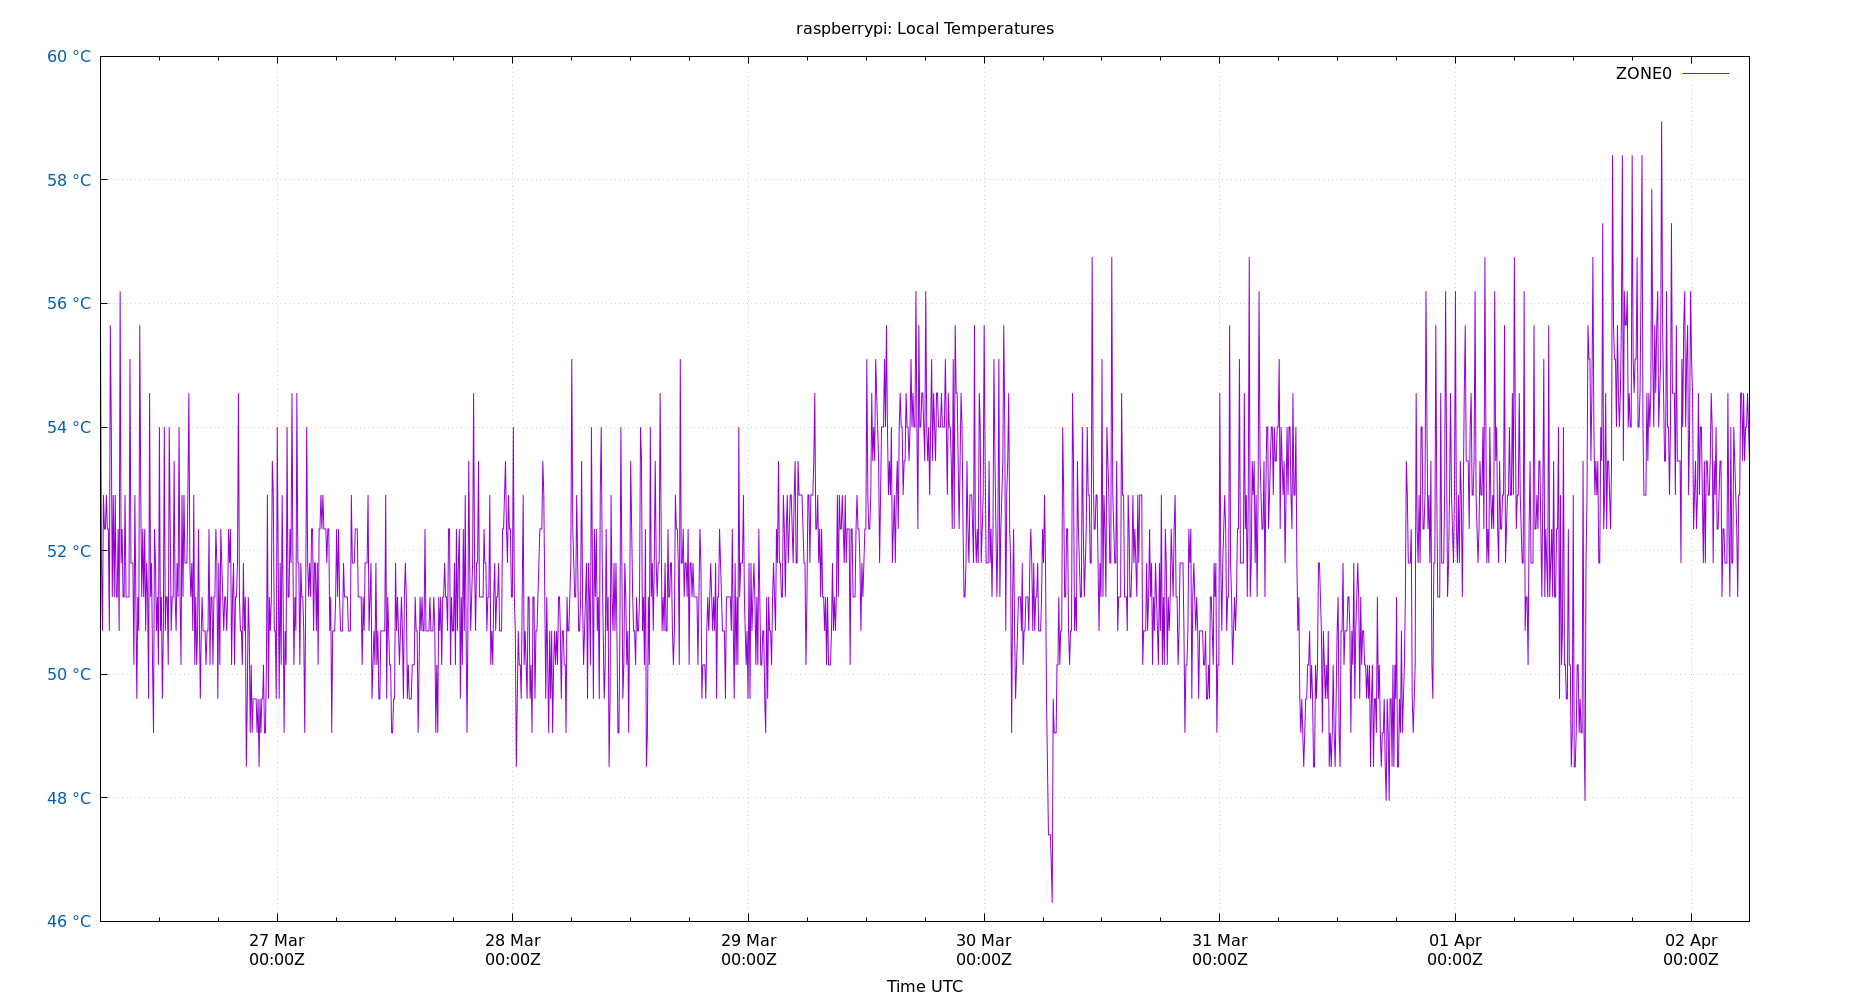 raspberrypi: Local Temperatures
60 °C
ZONE0
58 °C
56 °C
54 °C
52 °C
50 °C
48 °C
46 °C
27 Mar 28 Mar 29 Mar 30 Mar 31 Mar 01 Apr 02 Apr
00:00Z 00:00Z 00:00Z 00:00Z 00:00Z 00:00Z 00:00Z
Time UTC